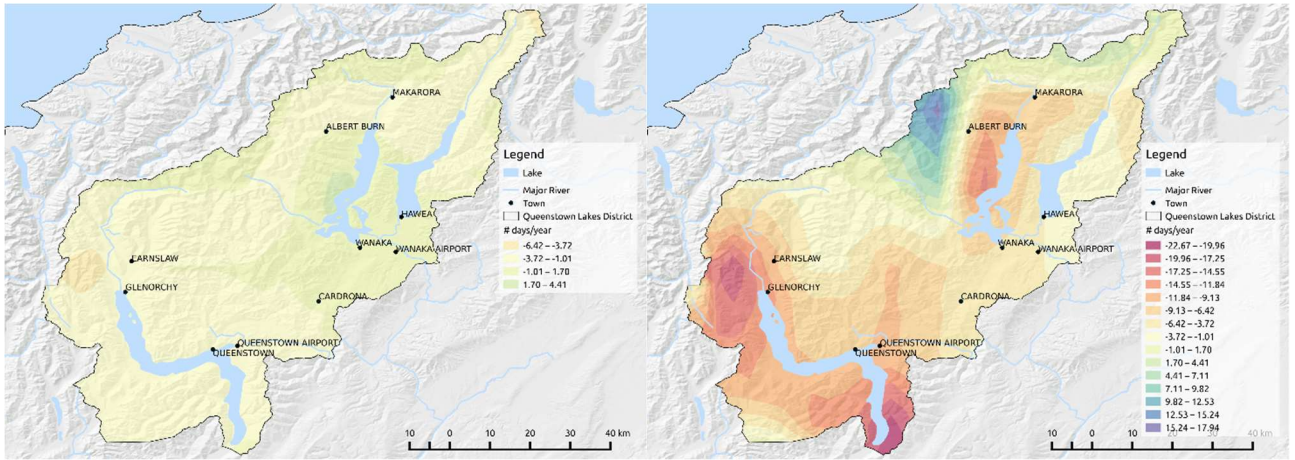 MAKARORA
ALBERT BURN
Legend
Lake
Major River
Town
Queenstown Lakes District
# days/year
-6.42 – -3.72
-3.72 – -1.01
-1.01 – 1.70
1.70 – 4.41
HAWEA
WANAKA
WANAKA AIRPORT
EARNSLAW
GLENORCHY
CARDRONA
QUEENSTOWN AIRPORT
QUEENSTOWN
10 0 10 20 30 40 km
MAKARORA
ALBERT BURN
Legend
Lake
Major River
Town
Queenstown Lakes District
# days/year
-22.67 – -19.96
-19.96 – -17.25
-17.25 – -14.55
-14.55 – -11.84
-11.84 – -9.13
-9.13 – -6.42
-6.42 – -3.72
-3.72 – -1.01
-1.01 – 1.70
1.70 – 4.41
4.41 – 7.11
7.11 – 9.82
9.82 – 12.53
12.53 – 15.24
15.24 – 17.94
HAWEA
WANAKA
WANAKA AIRPORT
EARNSLAW
GLENORCHY
CARDRONA
QUEENSTOWN AIRPORT
QUEENSTOWN
10 0 10 20 30 40 km